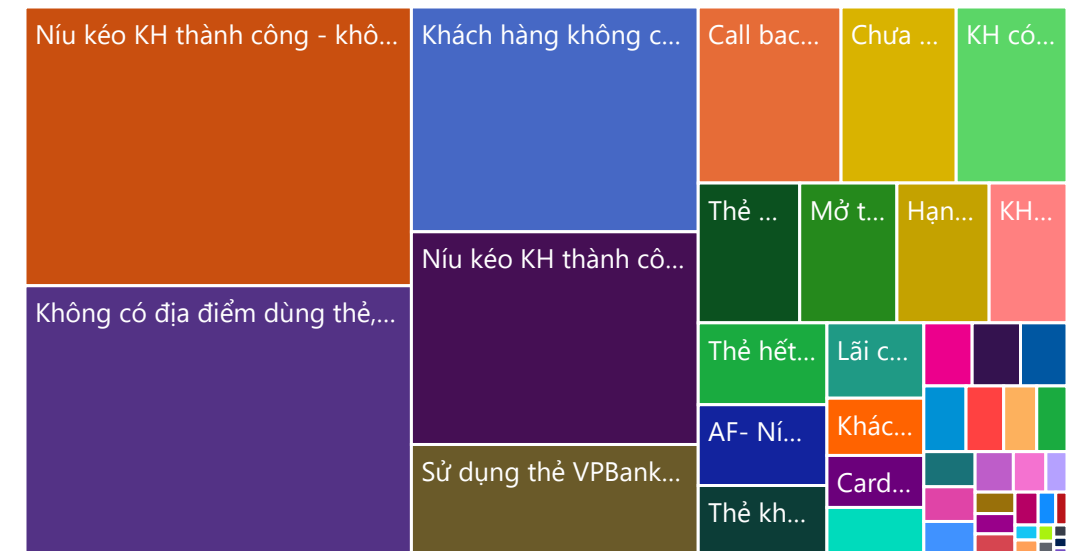 Níu kéo KH thành công - khô...
Khách hàng không c...
Call bac...
Chưa ...
KH có...
Thẻ ...
Mở t...
Hạn...
KH...
Không có địa điểm dùng thẻ,...
Níu kéo KH thành cô...
Thẻ hết...
Lãi c...
AF- Ní...
Khác...
Sử dụng thẻ VPBank...
Card...
Thẻ kh...